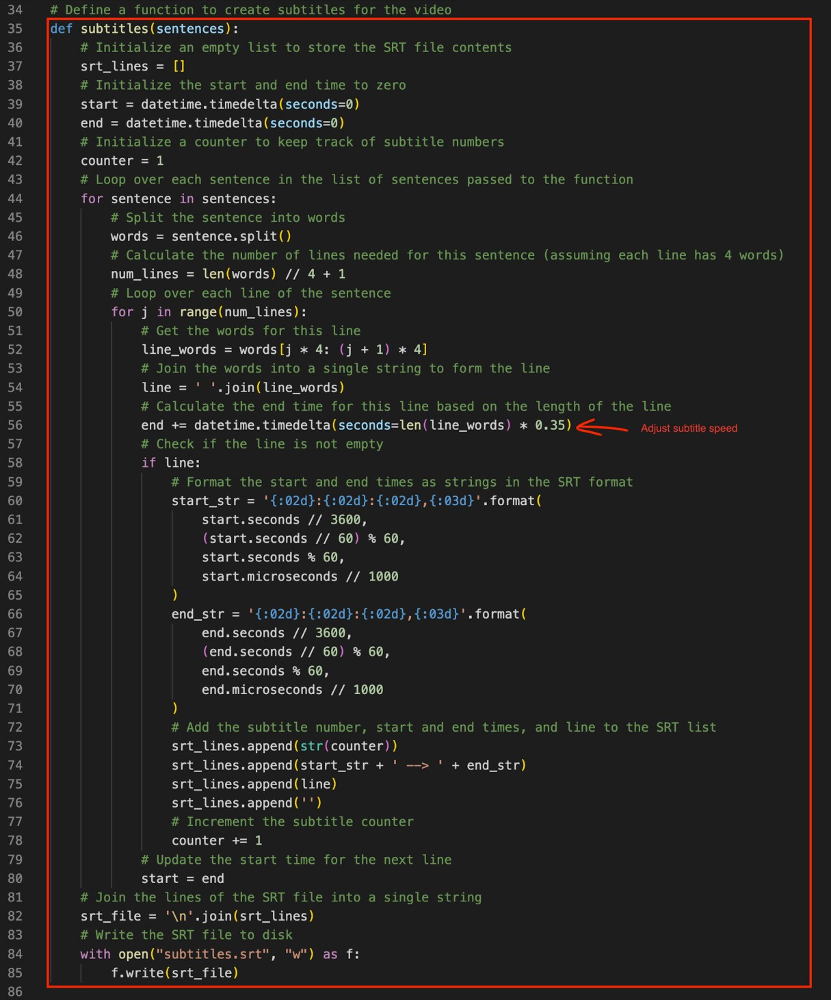 34 # Define a function to create subtitles for the video
35 def subtitles(sentences):
36     # Initialize an empty list to store the SRT file contents
37     srt_lines = []
38     # Initialize the start and end time to zero
39     start = datetime.timedelta(seconds=0)
40     end = datetime.timedelta(seconds=0)
41     # Initialize a counter to keep track of subtitle numbers
42     counter = 1
43     # Loop over each sentence in the list of sentences passed to the function
44     for sentence in sentences:
45         # Split the sentence into words
46         words = sentence.split()
47         # Calculate the number of lines needed for this sentence (assuming each line has 4 words)
48         num_lines = len(words) // 4 + 1
49         # Loop over each line of the sentence
50         for j in range(num_lines):
51             # Get the words for this line
52             line_words = words[j * 4: (j + 1) * 4]
53             # Join the words into a single string to form the line
54             line = ' '.join(line_words)
55             # Calculate the end time for this line based on the length of the line
56             end += datetime.timedelta(seconds=len(line_words) * 0.35) Adjust subtitle speed
57             # Check if the line is not empty
58             if line:
59                 # Format the start and end times as strings in the SRT format
60                 start_str = '{:02d}:{:02d}:{:02d},{:03d}'.format(
61                     start.seconds // 3600,
62                     (start.seconds // 60) % 60,
63                     start.seconds % 60,
64                     start.microseconds // 1000
65                 )
66                 end_str = '{:02d}:{:02d}:{:02d},{:03d}'.format(
67                     end.seconds // 3600,
68                     (end.seconds // 60) % 60,
69                     end.seconds % 60,
70                     end.microseconds // 1000
71                 )
72                 # Add the subtitle number, start and end times, and line to the SRT list
73                 srt_lines.append(str(counter))
74                 srt_lines.append(start_str + ' --> ' + end_str)
75                 srt_lines.append(line)
76                 srt_lines.append('')
77                 # Increment the subtitle counter
78                 counter += 1
79             # Update the start time for the next line
80             start = end
81     # Join the lines of the SRT file into a single string
82     srt_file = '\n'.join(srt_lines)
83     # Write the SRT file to disk
84     with open("subtitles.srt", "w") as f:
85         f.write(srt_file)
86